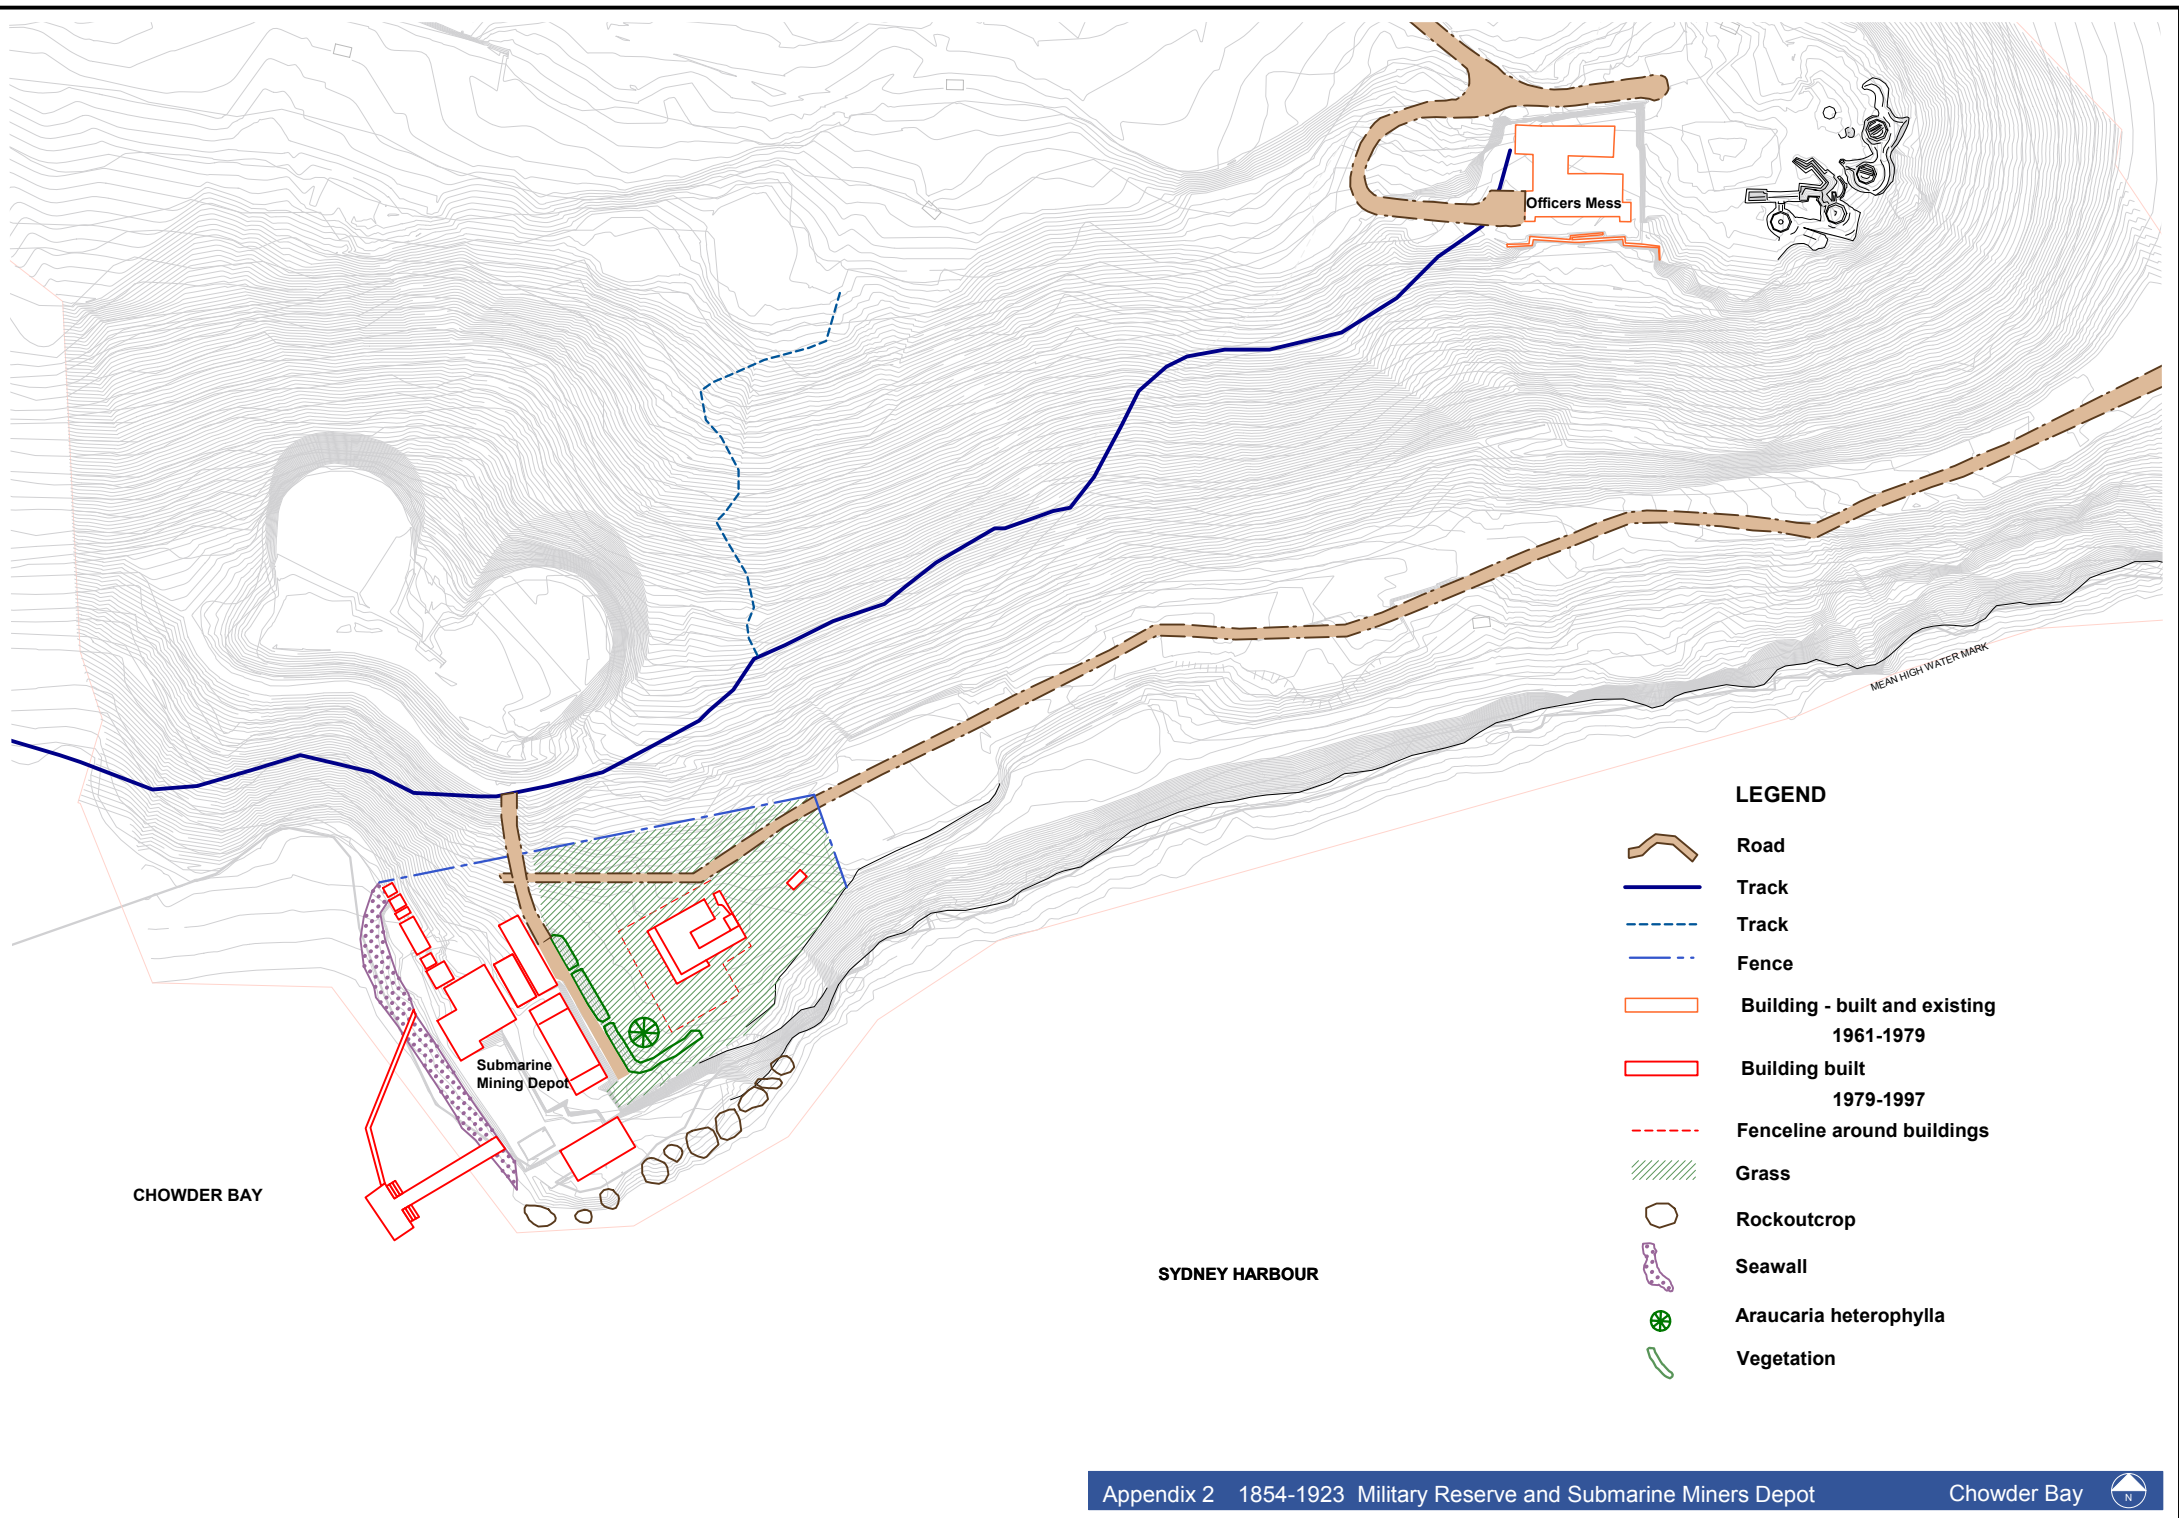 Officers Mess
MEAN HIGH WATER MARK
Submarine
Mining Depot
CHOWDER BAY
SYDNEY HARBOUR
LEGEND
Road
Track
Track
Fence
Building - built and existing
1961-1979
Building built
1979-1997
Fenceline around buildings
Grass
Rockoutcrop
Seawall
Araucaria heterophylla
Vegetation
Appendix 2 1854-1923 Military Reserve and Submarine Miners Depot Chowder Bay
N